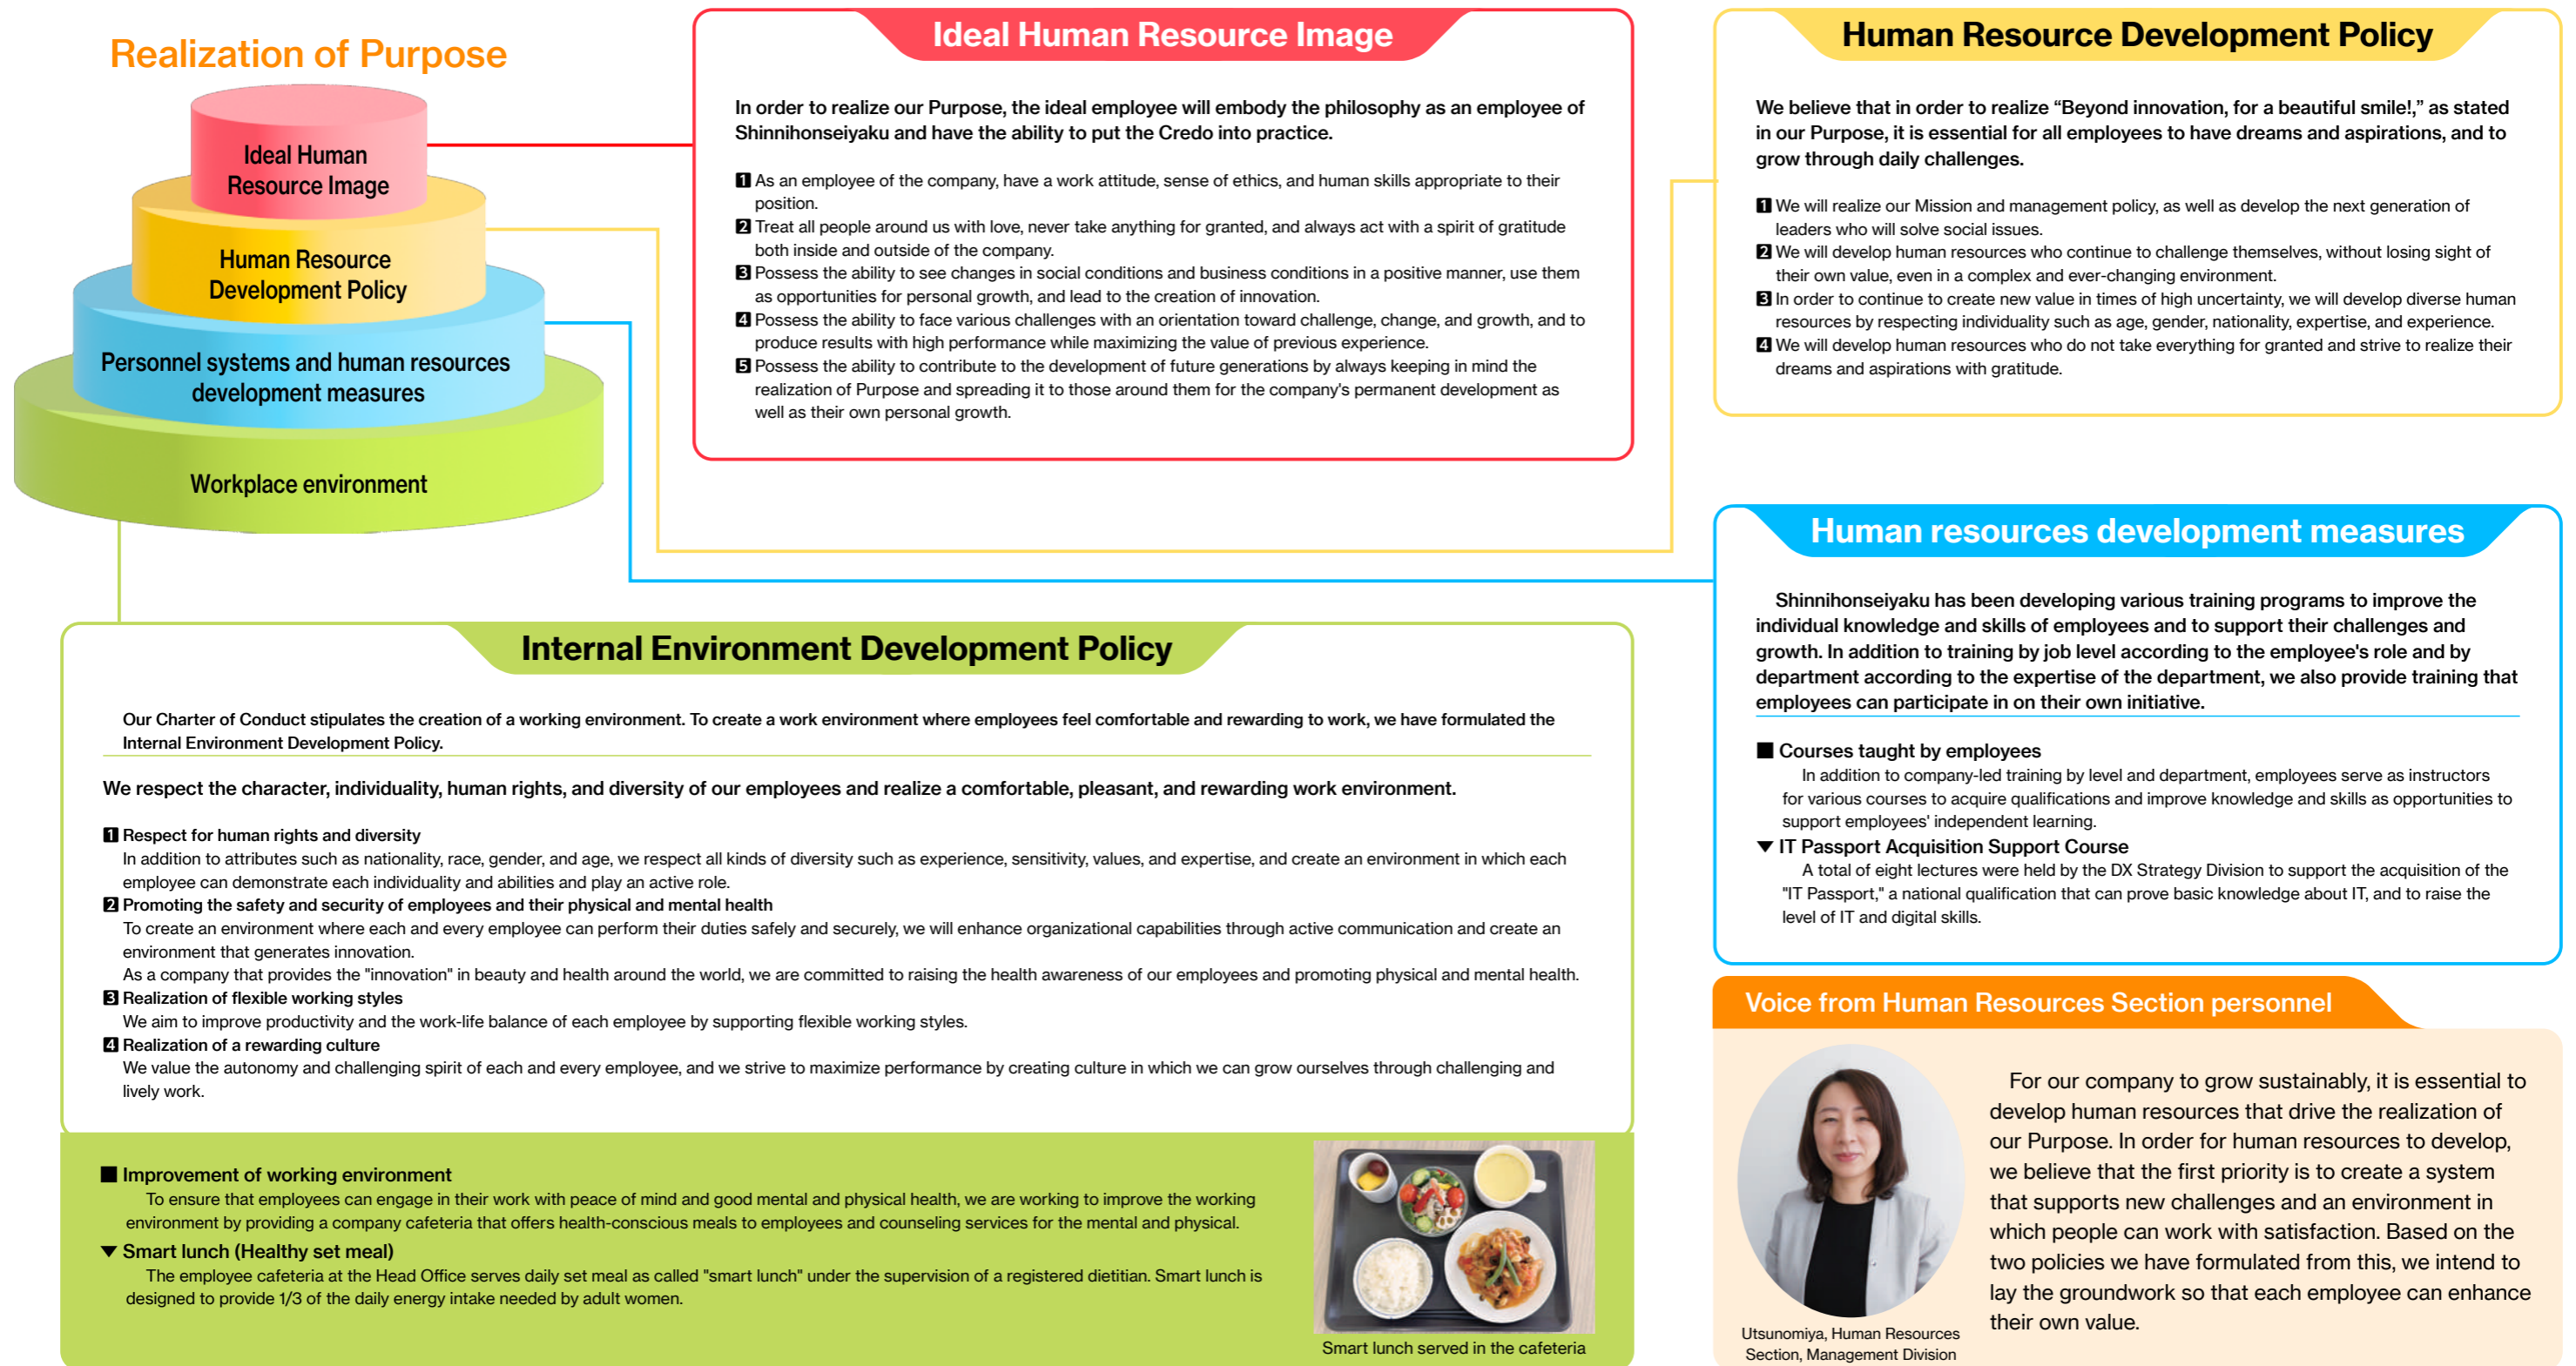 Realization of Purpose
Ideal Human
Resource Image
Human Resource
Development Policy
Personnel systems and human resources
development measures
Workplace environment
Ideal Human Resource Image
In order to realize our Purpose, the ideal employee will embody the philosophy as an employee of
Shinnihonseiyaku and have the ability to put the Credo into practice.
1 As an employee of the company, have a work attitude, sense of ethics, and human skills appropriate to their
position.
2 Treat all people around us with love, never take anything for granted, and always act with a spirit of gratitude
both inside and outside of the company.
3 Possess the ability to see changes in social conditions and business conditions in a positive manner, use them
as opportunities for personal growth, and lead to the creation of innovation.
4 Possess the ability to face various challenges with an orientation toward challenge, change, and growth, and to
produce results with high performance while maximizing the value of previous experience.
5 Possess the ability to contribute to the development of future generations by always keeping in mind the
realization of Purpose and spreading it to those around them for the company's permanent development as
well as their own personal growth.
Human Resource Development Policy
We believe that in order to realize “Beyond innovation, for a beautiful smile!,” as stated
in our Purpose, it is essential for all employees to have dreams and aspirations, and to
grow through daily challenges.
1 We will realize our Mission and management policy, as well as develop the next generation of
leaders who will solve social issues.
2 We will develop human resources who continue to challenge themselves, without losing sight of
their own value, even in a complex and ever-changing environment.
3 In order to continue to create new value in times of high uncertainty, we will develop diverse human
resources by respecting individuality such as age, gender, nationality, expertise, and experience.
4 We will develop human resources who do not take everything for granted and strive to realize their
dreams and aspirations with gratitude.
Human resources development measures
Shinnihonseiyaku has been developing various training programs to improve the
individual knowledge and skills of employees and to support their challenges and
growth. In addition to training by job level according to the employee's role and by
department according to the expertise of the department, we also provide training that
employees can participate in on their own initiative.
■ Courses taught by employees
In addition to company-led training by level and department, employees serve as instructors
for various courses to acquire qualifications and improve knowledge and skills as opportunities to
support employees' independent learning.
▼ IT Passport Acquisition Support Course
A total of eight lectures were held by the DX Strategy Division to support the acquisition of the
"IT Passport," a national qualification that can prove basic knowledge about IT, and to raise the
level of IT and digital skills.
Internal Environment Development Policy
Our Charter of Conduct stipulates the creation of a working environment. To create a work environment where employees feel comfortable and rewarding to work, we have formulated the
Internal Environment Development Policy.
We respect the character, individuality, human rights, and diversity of our employees and realize a comfortable, pleasant, and rewarding work environment.
1 Respect for human rights and diversity
In addition to attributes such as nationality, race, gender, and age, we respect all kinds of diversity such as experience, sensitivity, values, and expertise, and create an environment in which each
employee can demonstrate each individuality and abilities and play an active role.
2 Promoting the safety and security of employees and their physical and mental health
To create an environment where each and every employee can perform their duties safely and securely, we will enhance organizational capabilities through active communication and create an
environment that generates innovation.
As a company that provides the "innovation" in beauty and health around the world, we are committed to raising the health awareness of our employees and promoting physical and mental health.
3 Realization of flexible working styles
We aim to improve productivity and the work-life balance of each employee by supporting flexible working styles.
4 Realization of a rewarding culture
We value the autonomy and challenging spirit of each and every employee, and we strive to maximize performance by creating culture in which we can grow ourselves through challenging and
lively work.
■ Improvement of working environment
To ensure that employees can engage in their work with peace of mind and good mental and physical health, we are working to improve the working
environment by providing a company cafeteria that offers health-conscious meals to employees and counseling services for the mental and physical.
▼ Smart lunch (Healthy set meal)
The employee cafeteria at the Head Office serves daily set meal as called "smart lunch" under the supervision of a registered dietitian. Smart lunch is
designed to provide 1/3 of the daily energy intake needed by adult women.
Smart lunch served in the cafeteria
Voice from Human Resources Section personnel
For our company to grow sustainably, it is essential to
develop human resources that drive the realization of
our Purpose. In order for human resources to develop,
we believe that the first priority is to create a system
that supports new challenges and an environment in
which people can work with satisfaction. Based on the
two policies we have formulated from this, we intend to
lay the groundwork so that each employee can enhance
their own value.
Utsunomiya, Human Resources
Section, Management Division